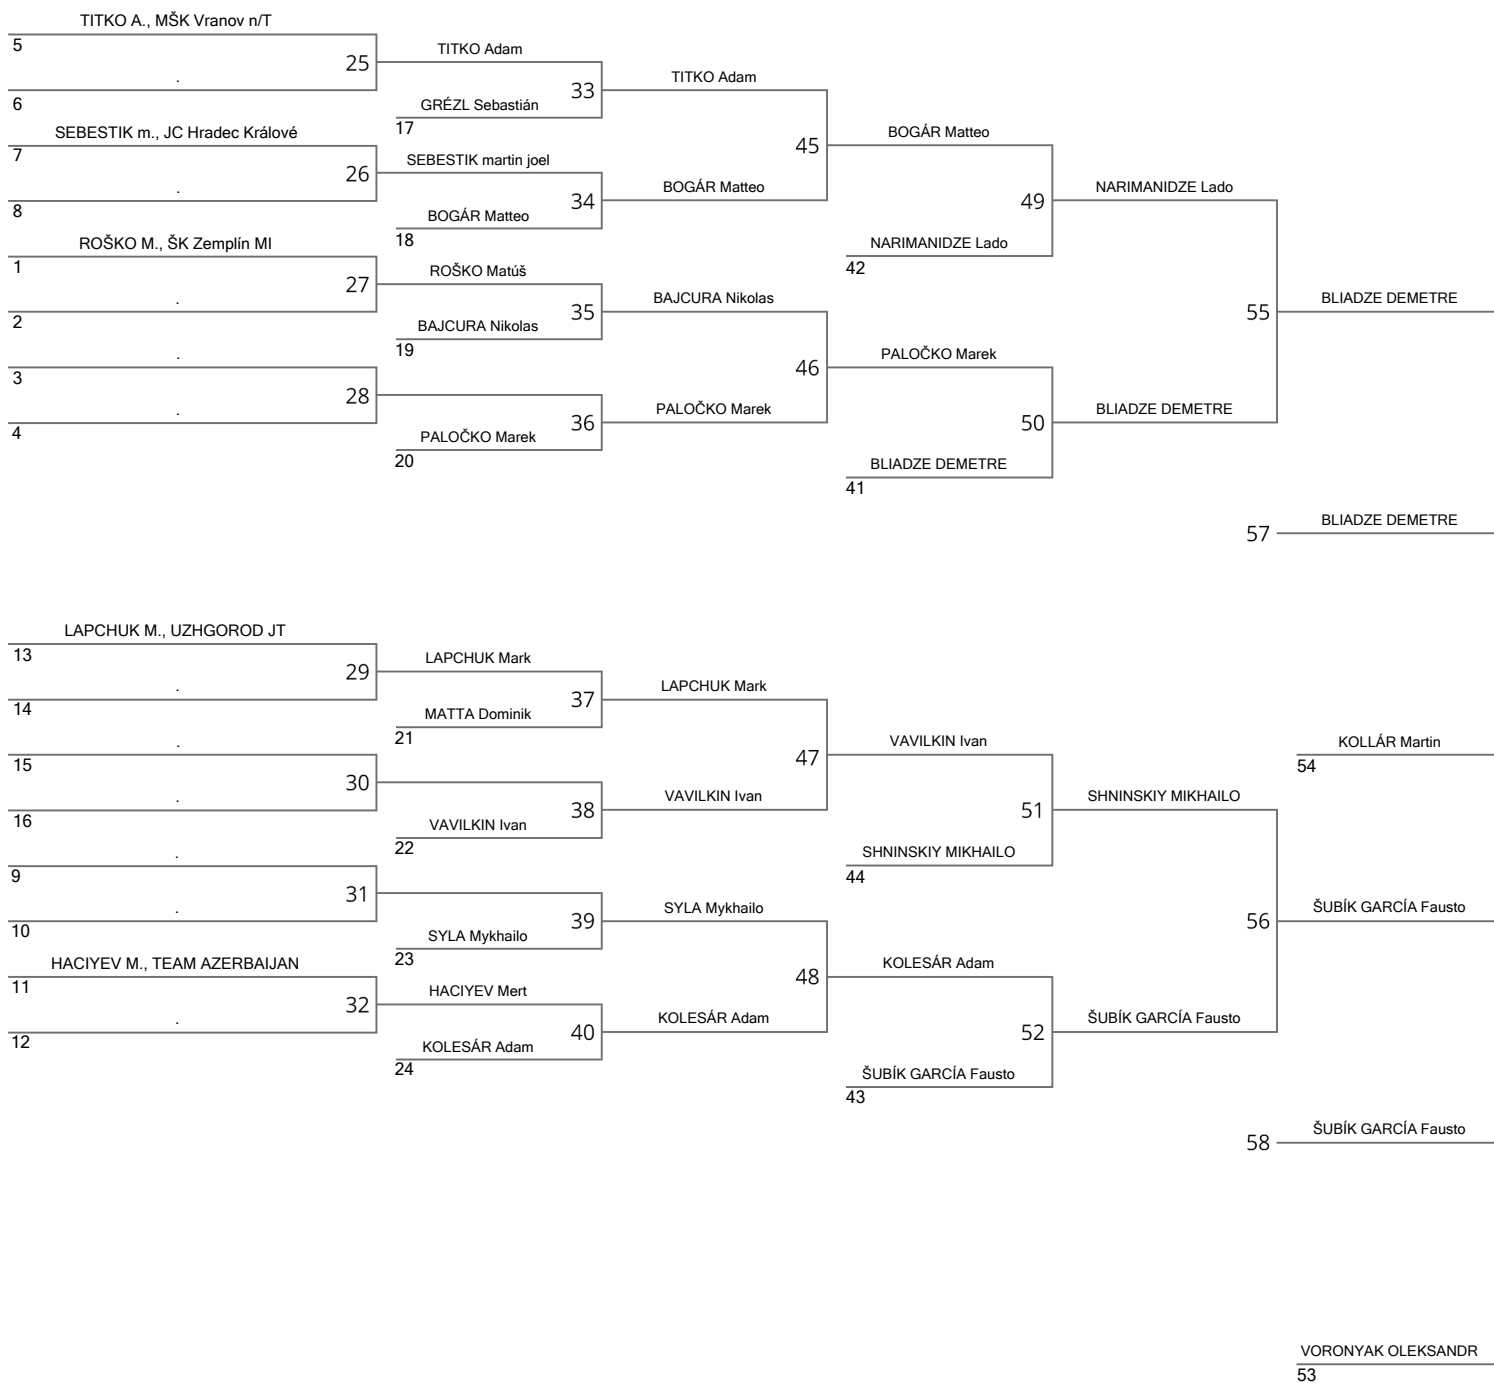 TITKO A., MŠK Vranov n/T
5
TITKO Adam
25
.
TITKO Adam
33
6
GRÉZL Sebastián
17
SEBESTIK m., JC Hradec Králové
BOGÁR Matteo
45
7
SEBESTIK martin joel
26
.
BOGÁR Matteo
NARIMANIDZE Lado
34
49
8
BOGÁR Matteo
18
ROŠKO M., ŠK Zemplín MI
NARIMANIDZE Lado
1
42
ROŠKO Matúš
27
.
BAJCURA Nikolas
BLIADZE DEMETRE
35
55
2
BAJCURA Nikolas
19
.
PALOČKO Marek
46
3
28
.
PALOČKO Marek
BLIADZE DEMETRE
36
50
4
PALOČKO Marek
20
BLIADZE DEMETRE
41
BLIADZE DEMETRE
57
LAPCHUK M., UZHGOROD JT
13
LAPCHUK Mark
29
.
LAPCHUK Mark
37
14
MATTA Dominik
21
.
VAVILKIN Ivan
KOLLÁR Martin
47
15
54
30
.
VAVILKIN Ivan
SHNINSKIY MIKHAILO
38
51
16
VAVILKIN Ivan
22
.
SHNINSKIY MIKHAILO
9
44
31
.
SYLA Mykhailo
ŠUBÍK GARCÍA Fausto
39
56
10
SYLA Mykhailo
23
HACIYEV M., TEAM AZERBAIJAN
KOLESÁR Adam
48
11
HACIYEV Mert
32
.
KOLESÁR Adam
ŠUBÍK GARCÍA Fausto
40
52
12
KOLESÁR Adam
24
ŠUBÍK GARCÍA Fausto
43
ŠUBÍK GARCÍA Fausto
58
VORONYAK OLEKSANDR
53